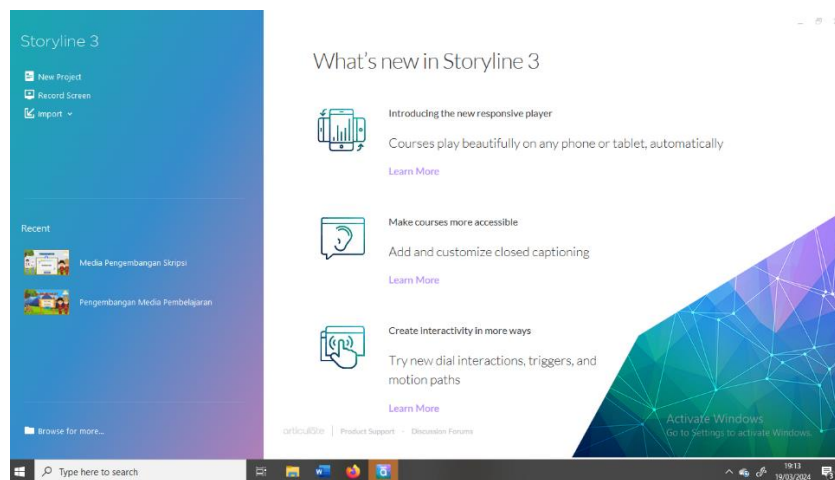 Storyline 3
New Project
Record Screen
Import
Recent
Media Pengembangan Skripsi
Pengembangan Media Pembelajaran
Browse for more...
What's new in Storyline 3
Introducing the new responsive player
Courses play beautifully on any phone or tablet, automatically
Learn More
Make courses more accessible
Add and customize closed captioning
Learn More
Create interactivity in more ways
Try new dial interactions, triggers, and
motion paths
Learn More
articulate | Product Support - Discussion Forums
Activate Windows
Go to Settings to activate Windows.
Type here to search
19:13
19/03/2024